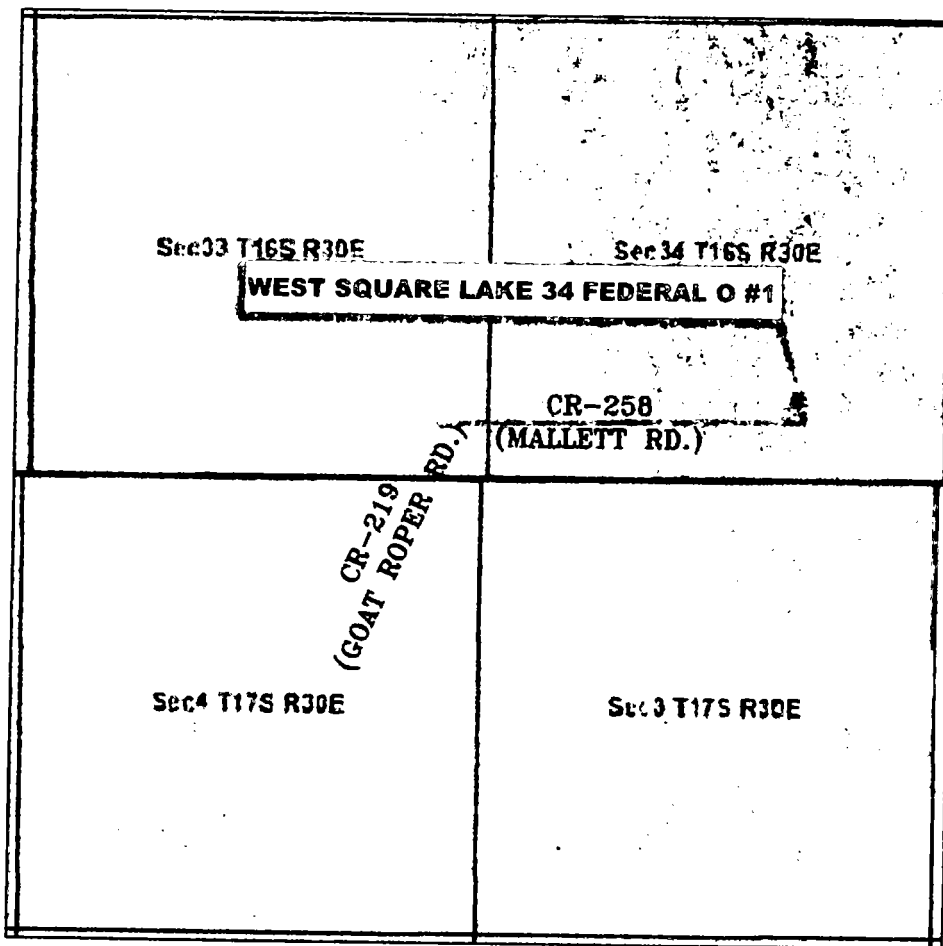 Sec33 T16S R30E
Sec34 T16S R30E
WEST SQUARE LAKE 34 FEDERAL O #1
CR-258
(MALLETT RD.)
CR-219
(GOAT ROPER RD.)
Sec4 T17S R30E
Sec3 T17S R30E